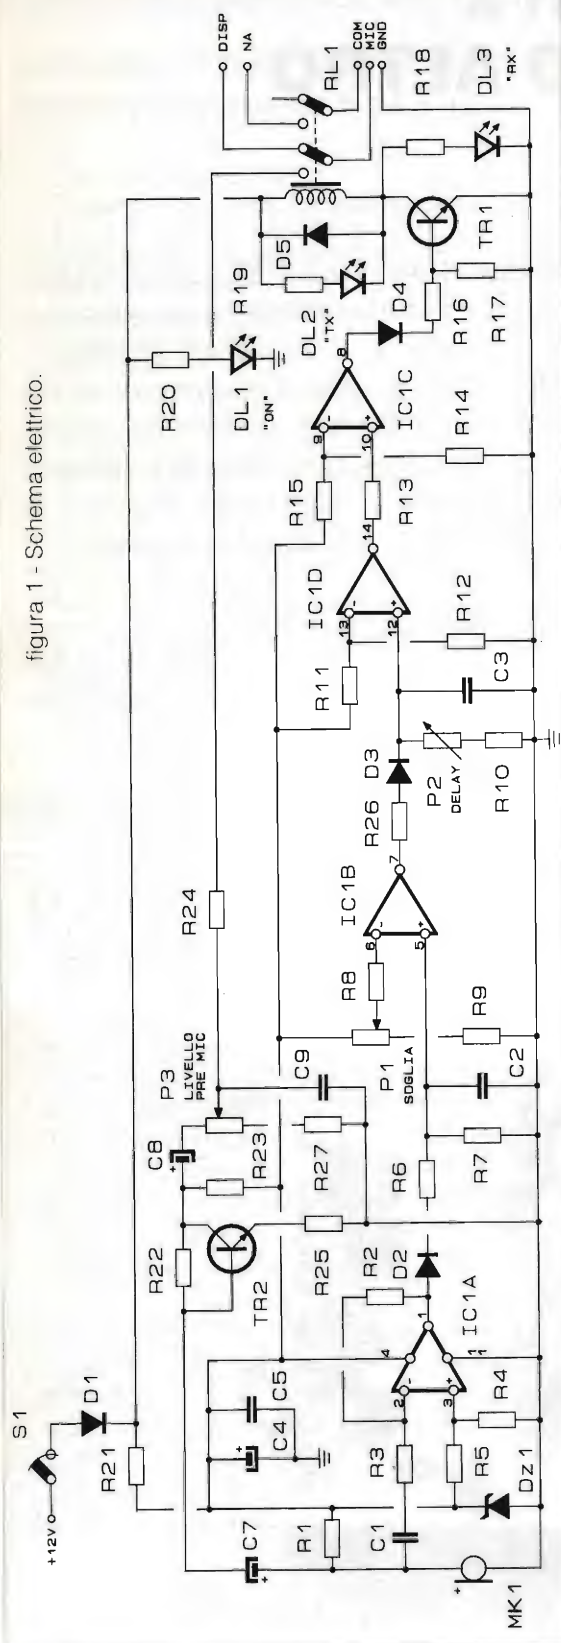 figura 1 - Schema elettrico.
S1
+12V
D1
R21
C7
+
R1
C4
+
C5
R22
TR2
R25
C8
+
R23
P3
LIVELLO
PRE MIC
R27
C9
R24
MK1
+
C1
R3
R5
Dz1
R4
R2
D2
IC1A
2
-
3
+
4
11
1
R6
R7
C2
R9
P1
SOGLIA
R8
IC1B
6
-
5
+
7
R26
D3
P2
DELAY
R10
C3
R11
R12
IC1D
13
-
12
+
14
R15
R13
R14
IC1C
9
-
10
+
8
R20
DL1
"ON"
R19
DL2
"TX"
D5
D4
R16
R17
TR1
R18
DL3
"RX"
RL1
DISP
NA
COM
MIC
GND